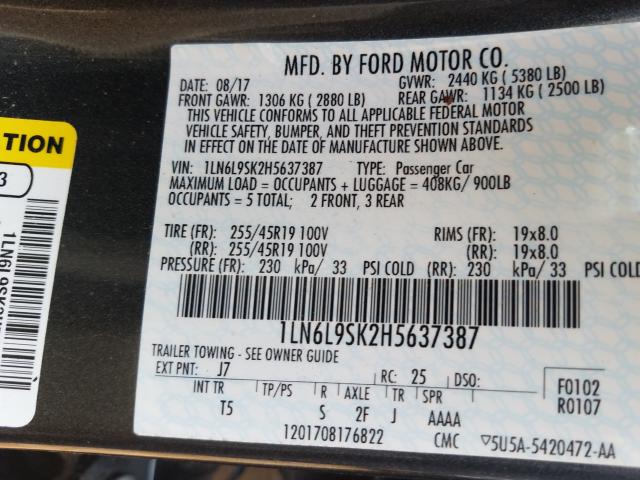 MFD. BY FORD MOTOR CO.
DATE: 08/17 GVWR: 2440 KG ( 5380 LB)
FRONT GAWR: 1306 KG ( 2880 LB) REAR GAWR: 1134 KG ( 2500 LB)
THIS VEHICLE CONFORMS TO ALL APPLICABLE FEDERAL MOTOR
VEHICLE SAFETY, BUMPER, AND THEFT PREVENTION STANDARDS
IN EFFECT ON THE DATE OF MANUFACTURE SHOWN ABOVE.
VIN: 1LN6L9SK2H5637387 TYPE: Passenger Car
MAXIMUM LOAD = OCCUPANTS + LUGGAGE = 408KG/ 900LB
OCCUPANTS = 5 TOTAL; 2 FRONT, 3 REAR
TIRE (FR): 255/45R19 100V RIMS (FR): 19x8.0
(RR): 255/45R19 100V (RR): 19x8.0
PRESSURE (FR): 230 kPa/ 33 PSI COLD (RR): 230 kPa/ 33 PSI COLD
1LN6L9SK2H5637387
TRAILER TOWING - SEE OWNER GUIDE
EXT PNT: J7 RC: 25 DSO: F0102
INT TR TP/PS R AXLE TR SPR R0107
T5 S 2F J AAAA
1201708176822 CMC ▽5U5A-5420472-AA
TION
3